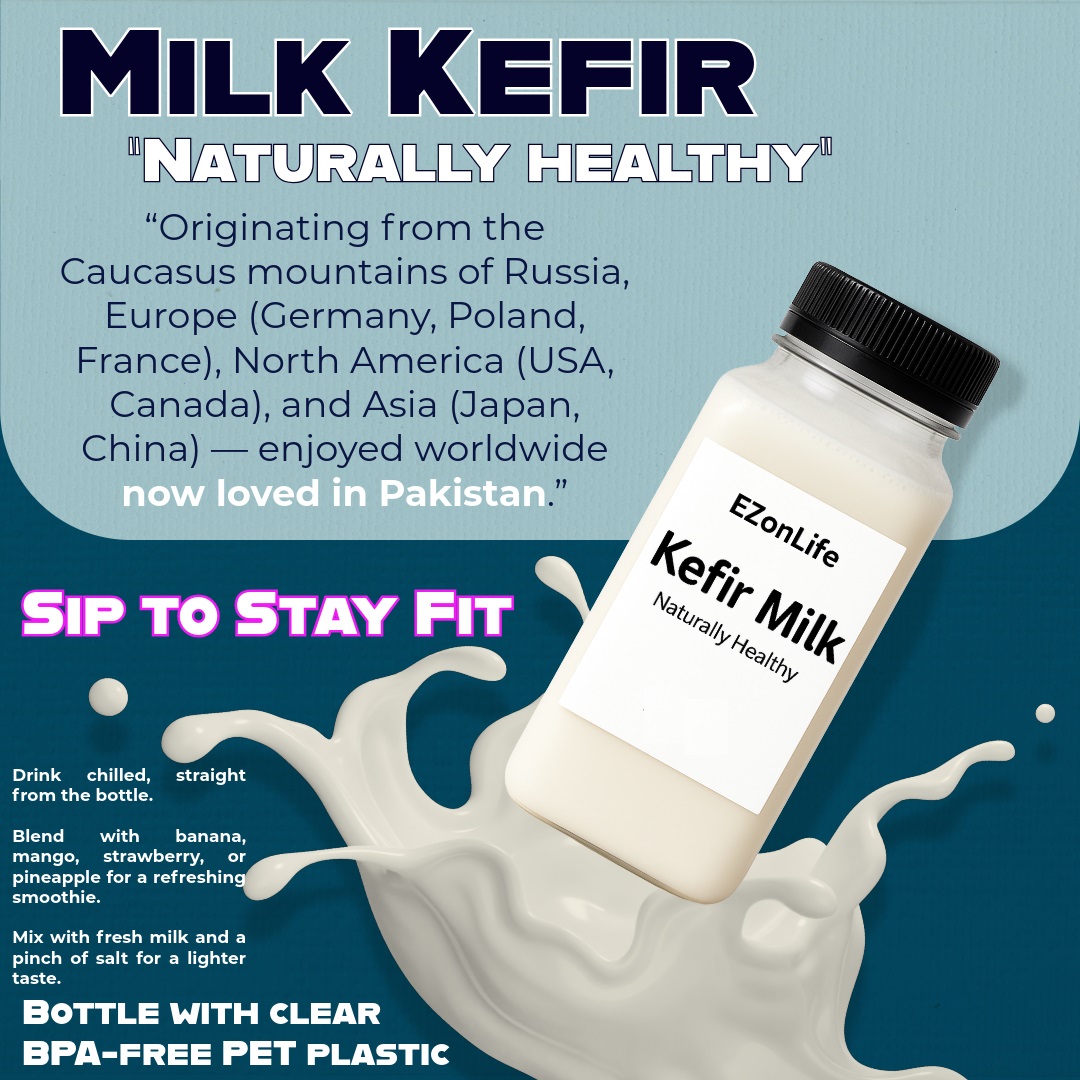 Milk Kefir
"Naturally healthy"
“Originating from the
Caucasus mountains of Russia,
Europe (Germany, Poland,
France), North America (USA,
Canada), and Asia (Japan,
China) — enjoyed worldwide
now loved in Pakistan.”
EZonLife
Kefir Milk
Naturally Healthy
Sip to Stay Fit
Drink chilled, straight
from the bottle.
Blend with banana,
mango, strawberry, or
pineapple for a refreshing
smoothie.
Mix with fresh milk and a
pinch of salt for a lighter
taste.
Bottle with clear
BPA-free PET plastic